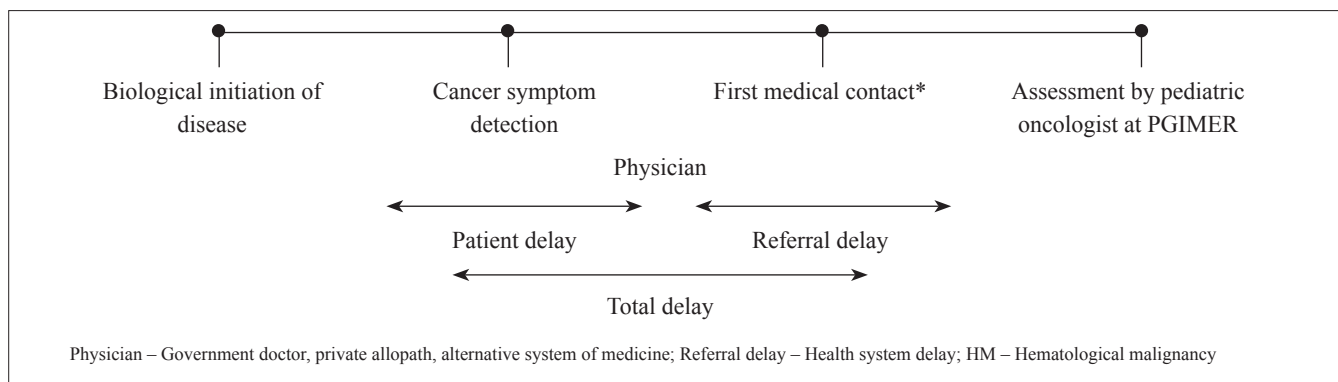 Biological initiation of
disease
Cancer symptom
detection
First medical contact*
Assessment by pediatric
oncologist at PGIMER
Physician
Patient delay
Referral delay
Total delay
Physician – Government doctor, private allopath, alternative system of medicine; Referral delay – Health system delay; HM – Hematological malignancy